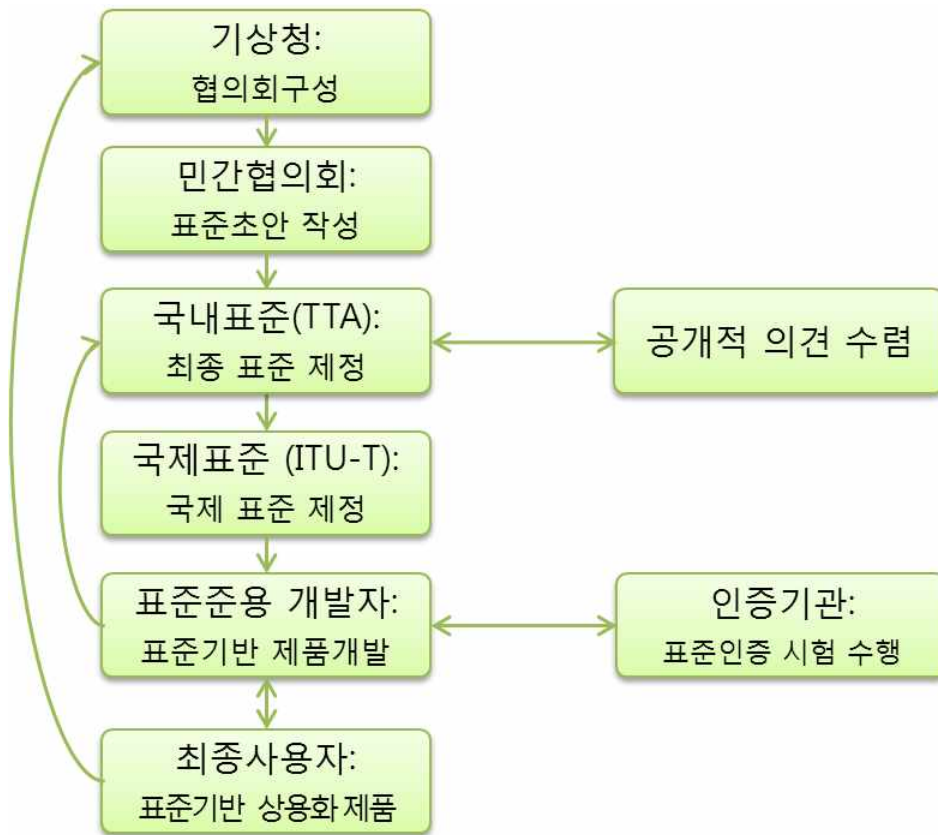 기상청:
협의회구성
민간협의회:
표준초안 작성
국내표준(TTA):
최종 표준 제정
공개적 의견 수렴
국제표준 (ITU-T):
국제 표준 제정
표준준용 개발자:
표준기반 제품개발
인증기관:
표준인증 시험 수행
최종사용자:
표준기반 상용화 제품